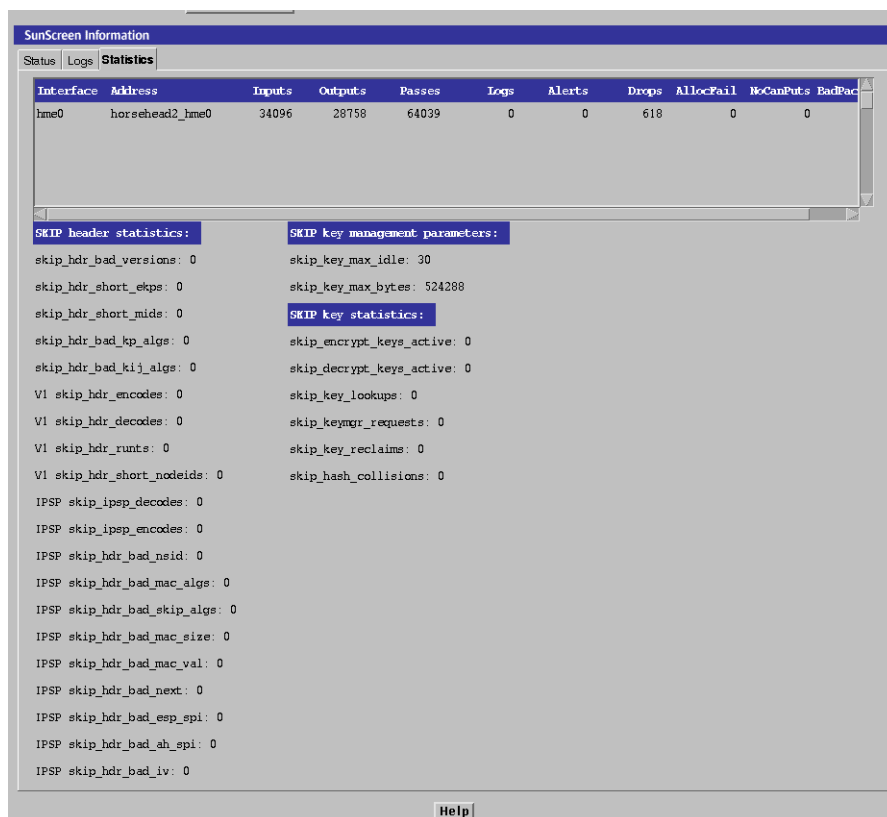 SunScreen Information
Status Logs Statistics
Interface Address Inputs Outputs Passes Logs Alerts Drops AllocFail NoCanPuts BadPac
hme0 horsehead2_hme0 34096 28758 64039 0 0 618 0 0
SKIP header statistics:
skip_hdr_bad_versions: 0
skip_hdr_short_ekps: 0
skip_hdr_short_mids: 0
skip_hdr_bad_kp_algs: 0
skip_hdr_bad_kij_algs: 0
V1 skip_hdr_encodes: 0
V1 skip_hdr_decodes: 0
V1 skip_hdr_runts: 0
V1 skip_hdr_short_nodeids: 0
IPSP skip_ipsp_decodes: 0
IPSP skip_ipsp_encodes: 0
IPSP skip_hdr_bad_nsid: 0
IPSP skip_hdr_bad_mac_algs: 0
IPSP skip_hdr_bad_skip_algs: 0
IPSP skip_hdr_bad_mac_size: 0
IPSP skip_hdr_bad_mac_val: 0
IPSP skip_hdr_bad_next: 0
IPSP skip_hdr_bad_esp_spi: 0
IPSP skip_hdr_bad_ah_spi: 0
IPSP skip_hdr_bad_iv: 0
SKIP key management parameters:
skip_key_max_idle: 30
skip_key_max_bytes: 524288
SKIP key statistics:
skip_encrypt_keys_active: 0
skip_decrypt_keys_active: 0
skip_key_lookups: 0
skip_keymgr_requests: 0
skip_key_reclaims: 0
skip_hash_collisions: 0
Help